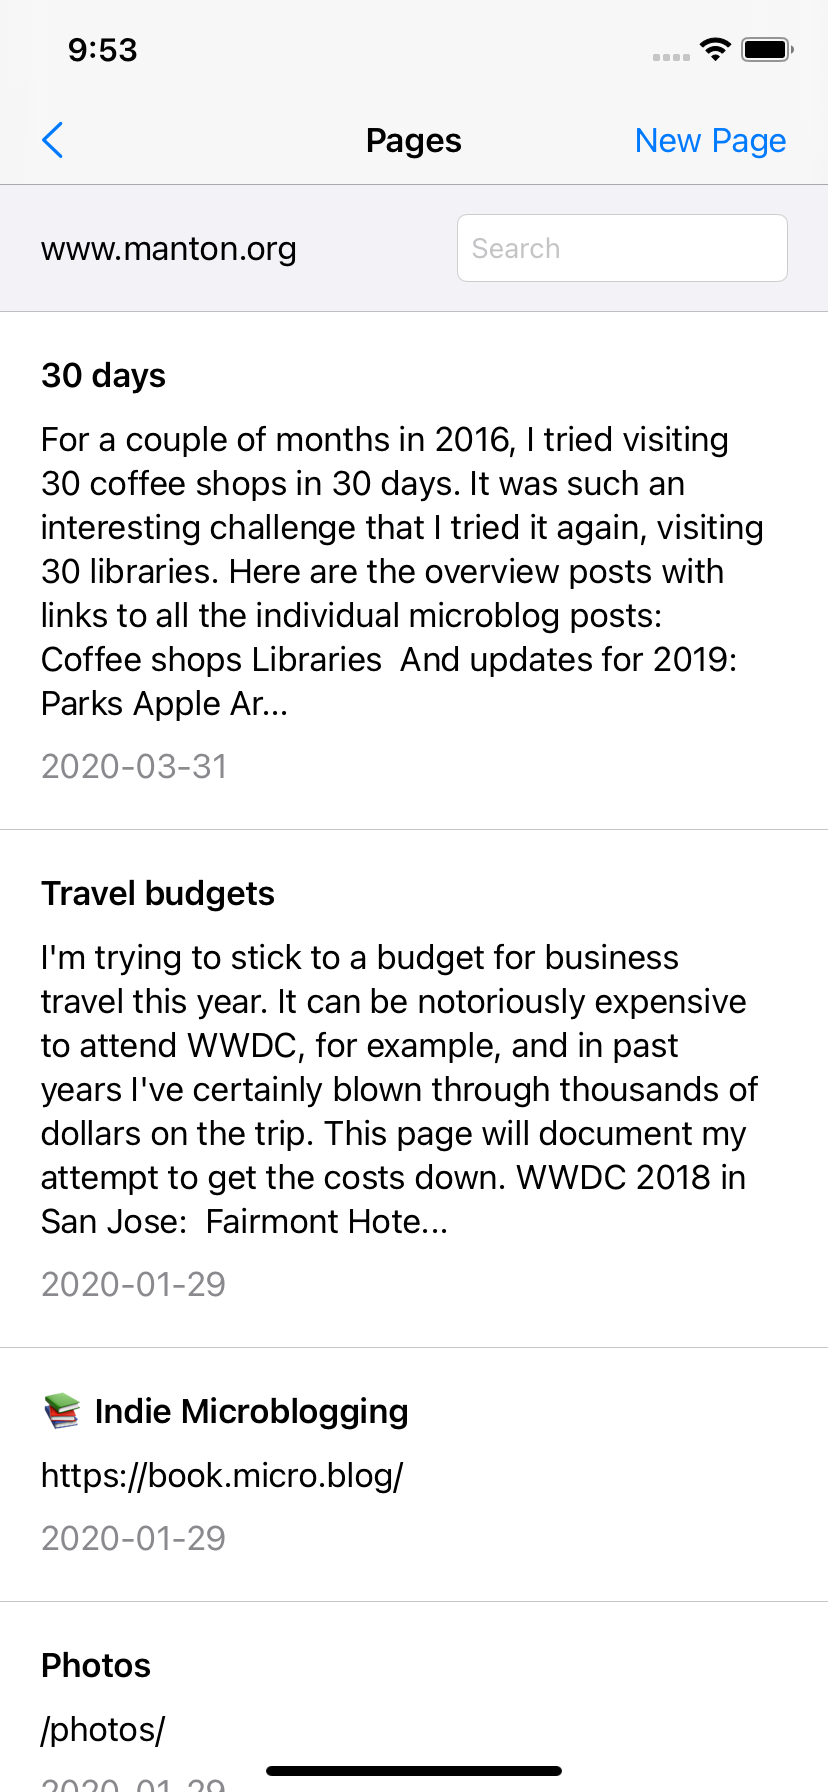 9:53
Pages
New Page
www.manton.org
Search
30 days
For a couple of months in 2016, I tried visiting
30 coffee shops in 30 days. It was such an
interesting challenge that I tried it again, visiting
30 libraries. Here are the overview posts with
links to all the individual microblog posts:
Coffee shops Libraries  And updates for 2019:
Parks Apple Ar...
2020-03-31
Travel budgets
I'm trying to stick to a budget for business
travel this year. It can be notoriously expensive
to attend WWDC, for example, and in past
years I've certainly blown through thousands of
dollars on the trip. This page will document my
attempt to get the costs down. WWDC 2018 in
San Jose:  Fairmont Hote...
2020-01-29
📚 Indie Microblogging
https://book.micro.blog/
2020-01-29
Photos
/photos/
2020-01-29